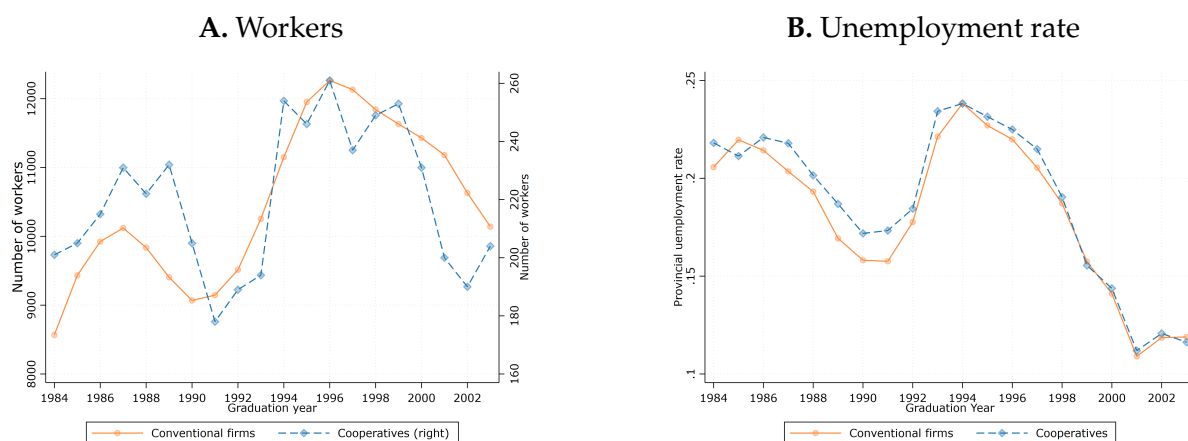 A. Workers
Number of workers
8000 9000 10000 11000 12000
160 180 200 220 240 260
Number of workers
1984 1986 1988 1990 1992 1994 1996 1998 2000 2002
Graduation year
Conventional firms Cooperatives (right)
B. Unemployment rate
Provincial uemployment rate
.1 .15 .2 .25
1984 1986 1988 1990 1992 1994 1996 1998 2000 2002
Graduation Year
Conventional firms Cooperatives